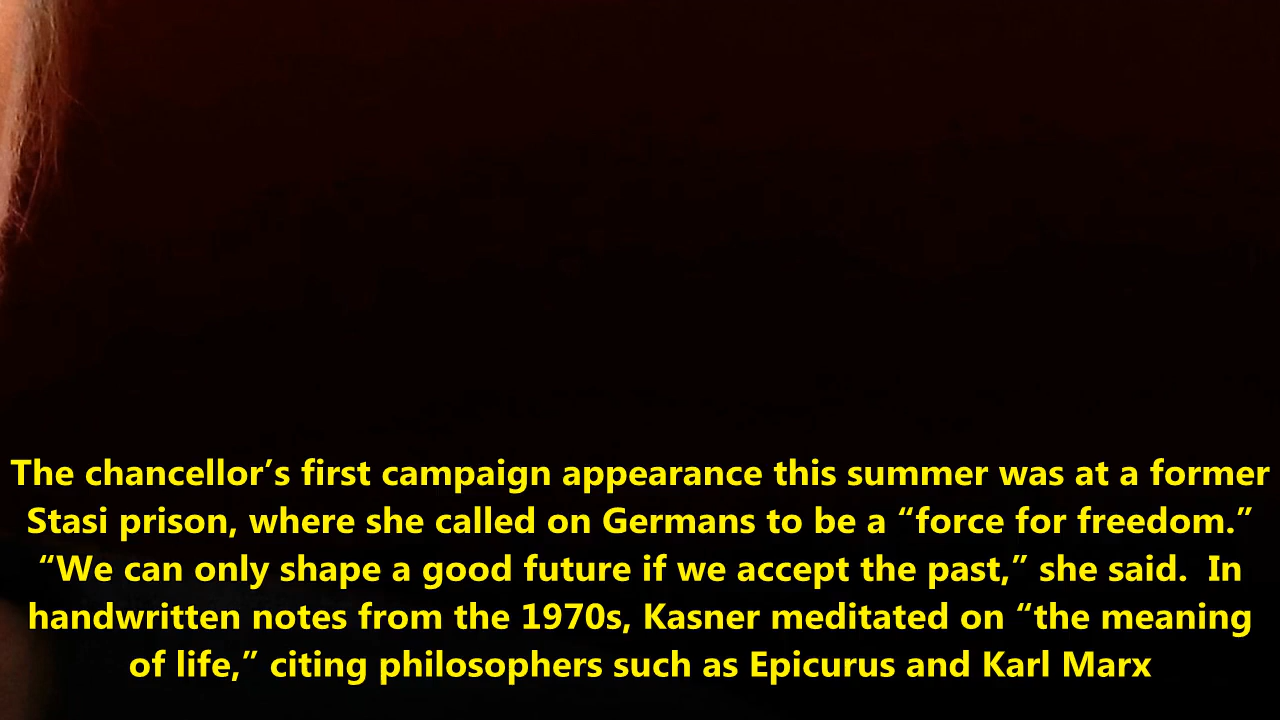 The chancellor’s first campaign appearance this summer was at a former
Stasi prison, where she called on Germans to be a “force for freedom.”
“We can only shape a good future if we accept the past,” she said.  In
handwritten notes from the 1970s, Kasner meditated on “the meaning
of life,” citing philosophers such as Epicurus and Karl Marx